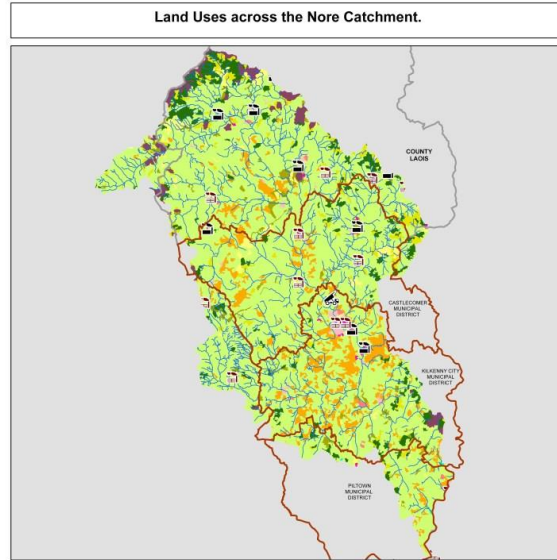 Land Uses across the Nore Catchment.
COUNTY
LAOIS
CASTLECOMER
MUNICIPAL
DISTRICT
KILKENNY CITY
MUNICIPAL
DISTRICT
PILTOWN
MUNICIPAL
DISTRICT